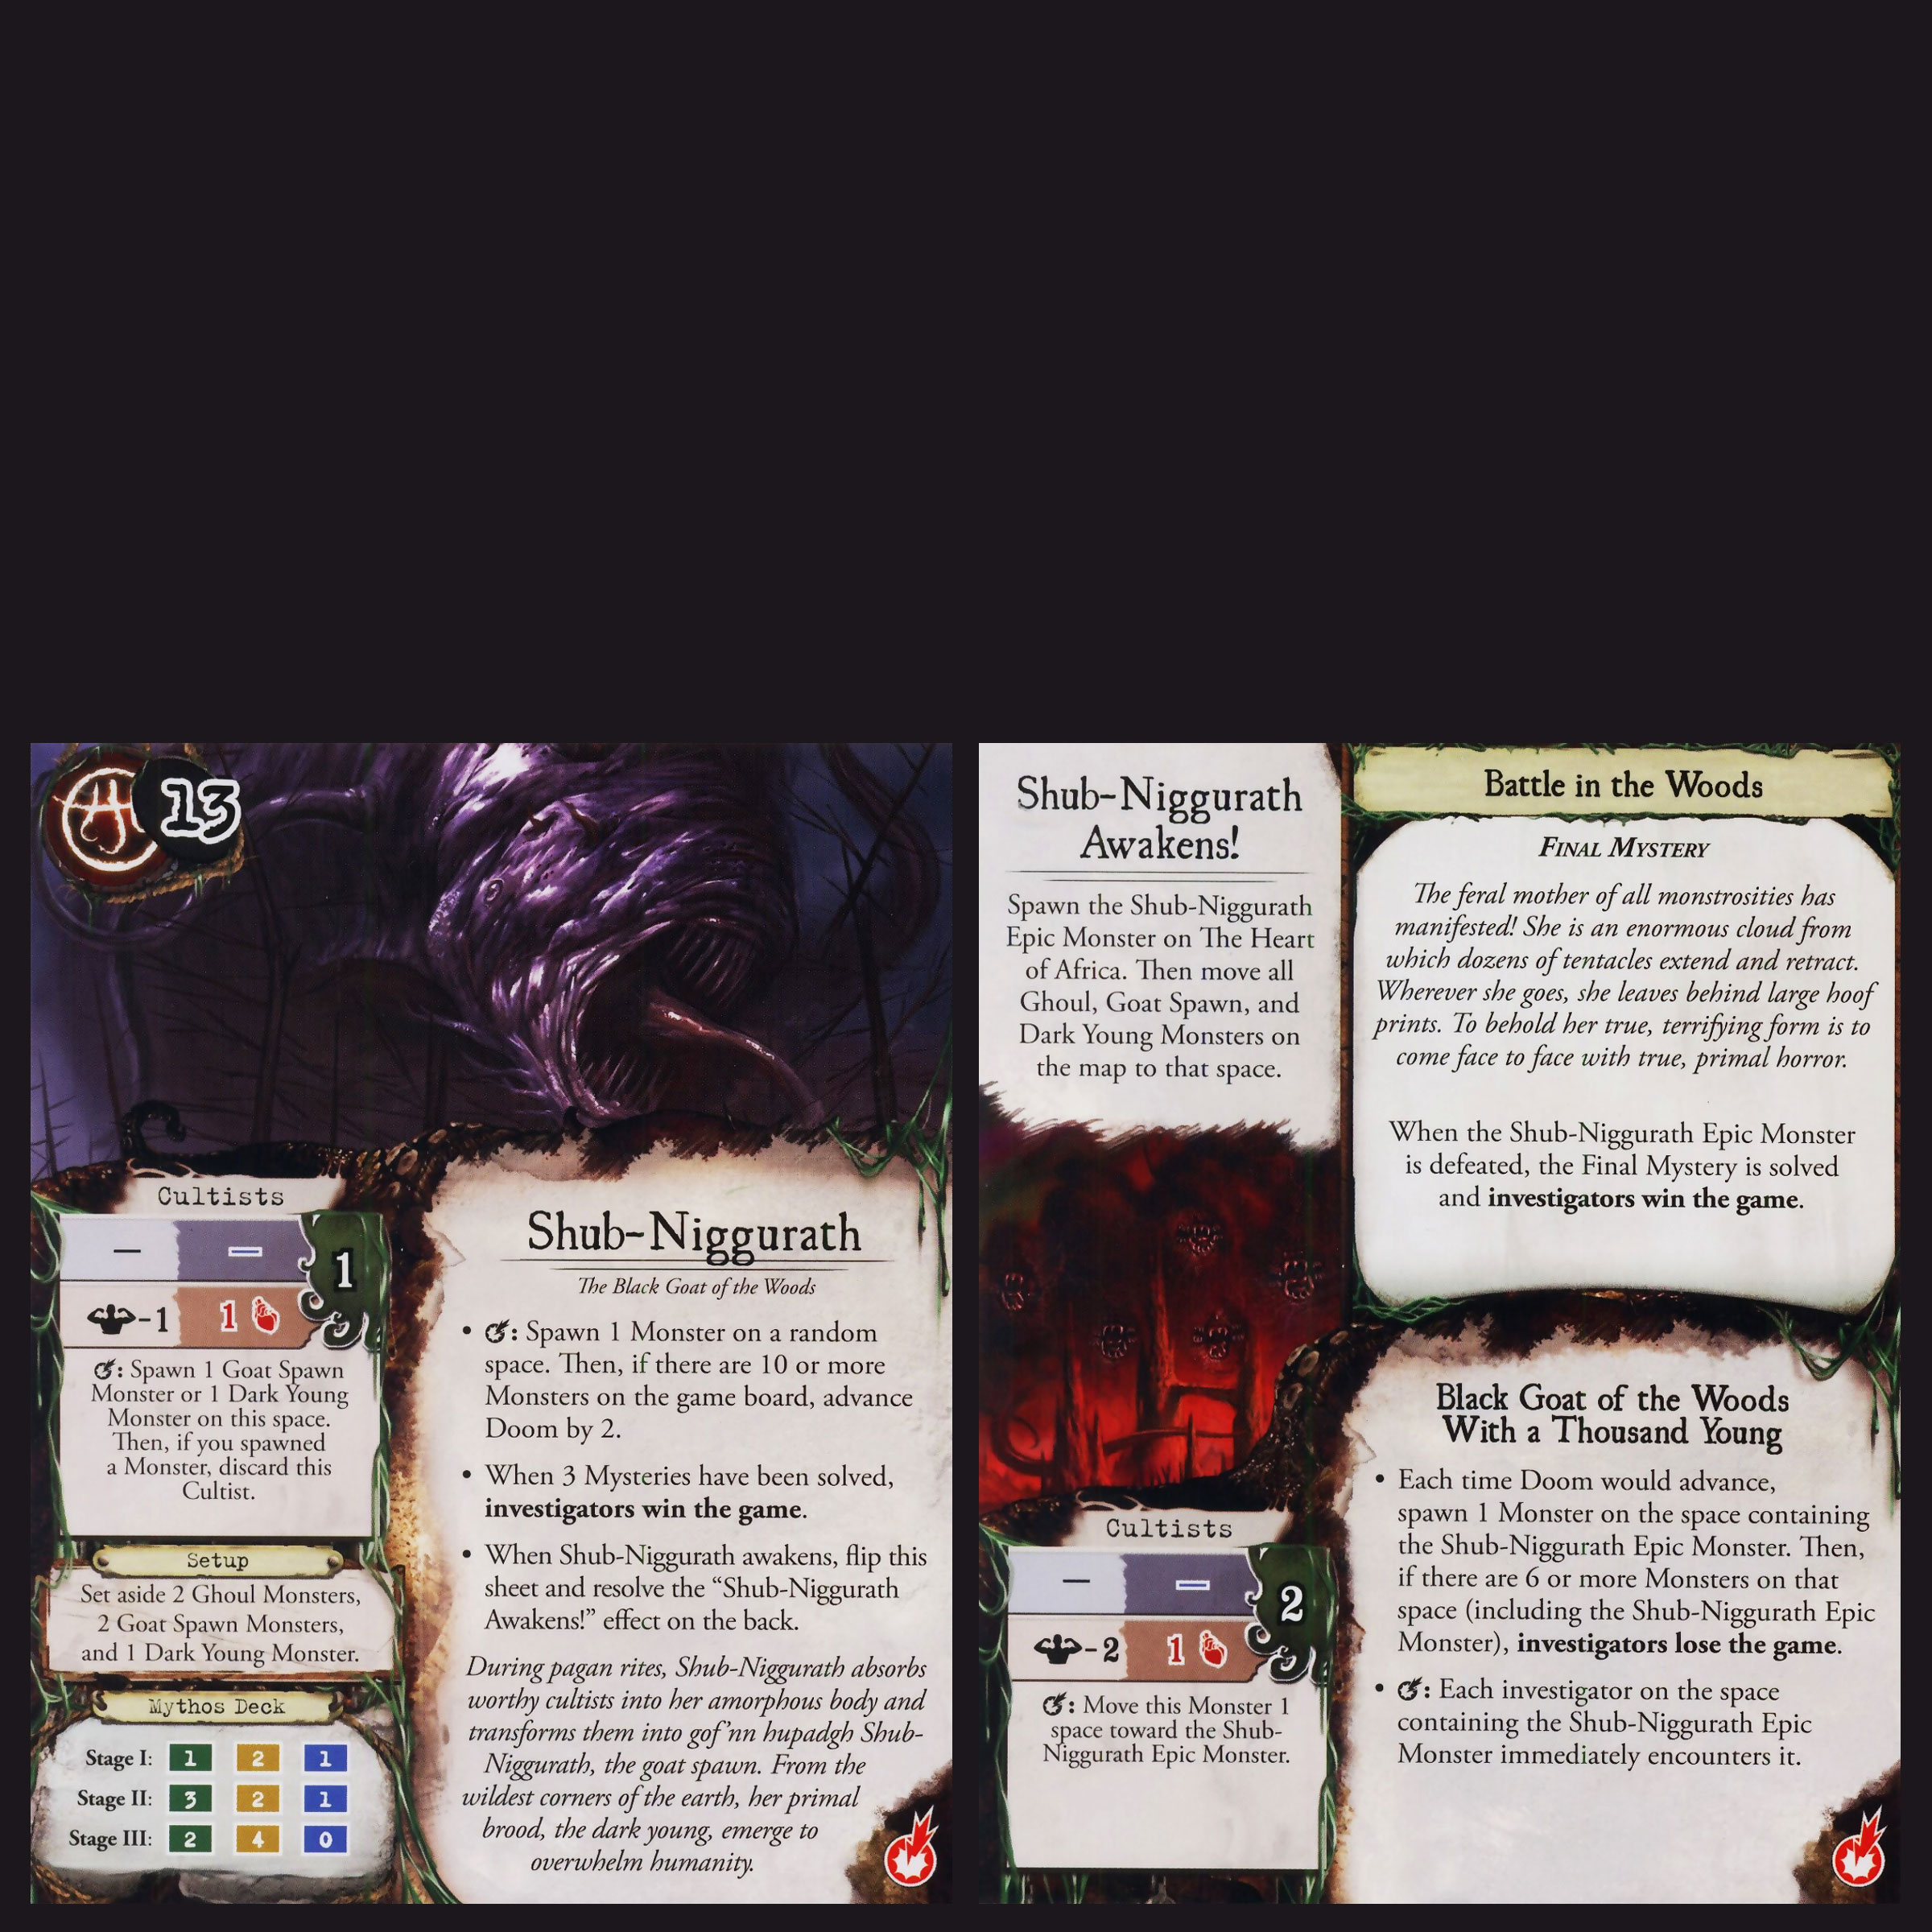 13
Cultists
—
—
1
-1
1
: Spawn 1 Goat Spawn
Monster or 1 Dark Young
Monster on this space.
Then, if you spawned
a Monster, discard this
Cultist.
Setup
Set aside 2 Ghoul Monsters,
2 Goat Spawn Monsters,
and 1 Dark Young Monster.
Mythos Deck
Stage I: 1 2 1
Stage II: 3 2 1
Stage III: 2 4 0
Shub-Niggurath
The Black Goat of the Woods
• : Spawn 1 Monster on a random
space. Then, if there are 10 or more
Monsters on the game board, advance
Doom by 2.
• When 3 Mysteries have been solved,
investigators win the game.
• When Shub-Niggurath awakens, flip this
sheet and resolve the “Shub-Niggurath
Awakens!” effect on the back.
During pagan rites, Shub-Niggurath absorbs
worthy cultists into her amorphous body and
transforms them into gof’nn hupadgh Shub-
Niggurath, the goat spawn. From the
wildest corners of the earth, her primal
brood, the dark young, emerge to
overwhelm humanity.
Shub-Niggurath
Awakens!
Spawn the Shub-Niggurath
Epic Monster on The Heart
of Africa. Then move all
Ghoul, Goat Spawn, and
Dark Young Monsters on
the map to that space.
Cultists
—
—
2
-2
1
: Move this Monster 1
space toward the Shub-
Niggurath Epic Monster.
Battle in the Woods
Final Mystery
The feral mother of all monstrosities has
manifested! She is an enormous cloud from
which dozens of tentacles extend and retract.
Wherever she goes, she leaves behind large hoof
prints. To behold her true, terrifying form is to
come face to face with true, primal horror.
When the Shub-Niggurath Epic Monster
is defeated, the Final Mystery is solved
and investigators win the game.
Black Goat of the Woods
With a Thousand Young
• Each time Doom would advance,
spawn 1 Monster on the space containing
the Shub-Niggurath Epic Monster. Then,
if there are 6 or more Monsters on that
space (including the Shub-Niggurath Epic
Monster), investigators lose the game.
• : Each investigator on the space
containing the Shub-Niggurath Epic
Monster immediately encounters it.